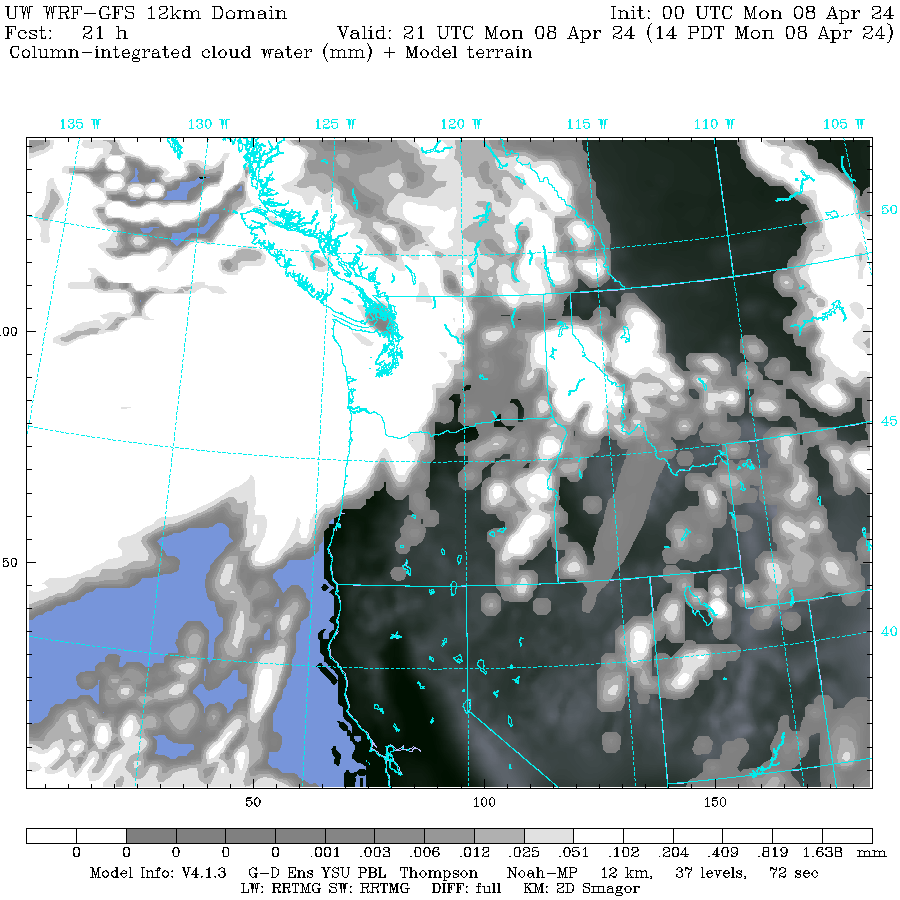 UW WRF-GFS 12km Domain Init: 00 UTC Mon 08 Apr 24
Fcst: 21 h Valid: 21 UTC Mon 08 Apr 24 (14 PDT Mon 08 Apr 24)
Column-integrated cloud water (mm) + Model terrain
135 W 130 W 125 W 120 W 115 W 110 W 105 W
50
00
45
50
40
50 100 150
0 0 0 0 .001 .003 .006 .012 .025 .051 .102 .204 .409 .819 1.638 mm
Model Info: V4.1.3 G-D Ens YSU PBL Thompson Noah-MP 12 km, 37 levels, 72 sec
LW: RRTMG SW: RRTMG DIFF: full KM: 2D Smagor